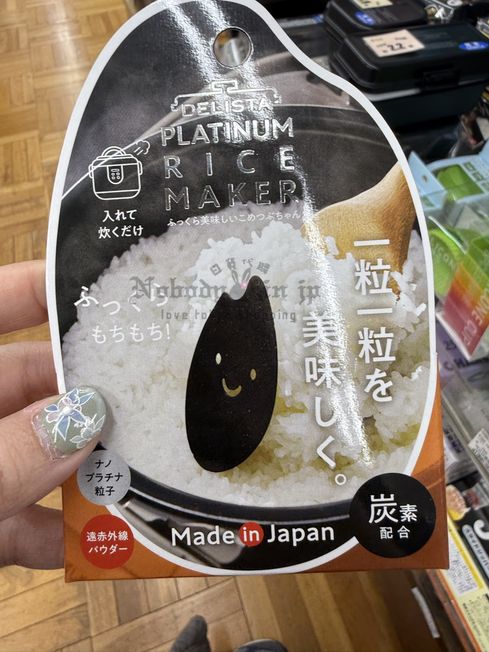 DELISTA
PLATINUM
RICE
MAKER
ふっくら美味しいこめつぶちゃん
入れて
炊くだけ
一粒一粒を
美味しく。
ふっくら
もちもち!
Nobody in jp
ナノ
プラチナ
粒子
遠赤外線
パウダー
Made in Japan
炭素
配合